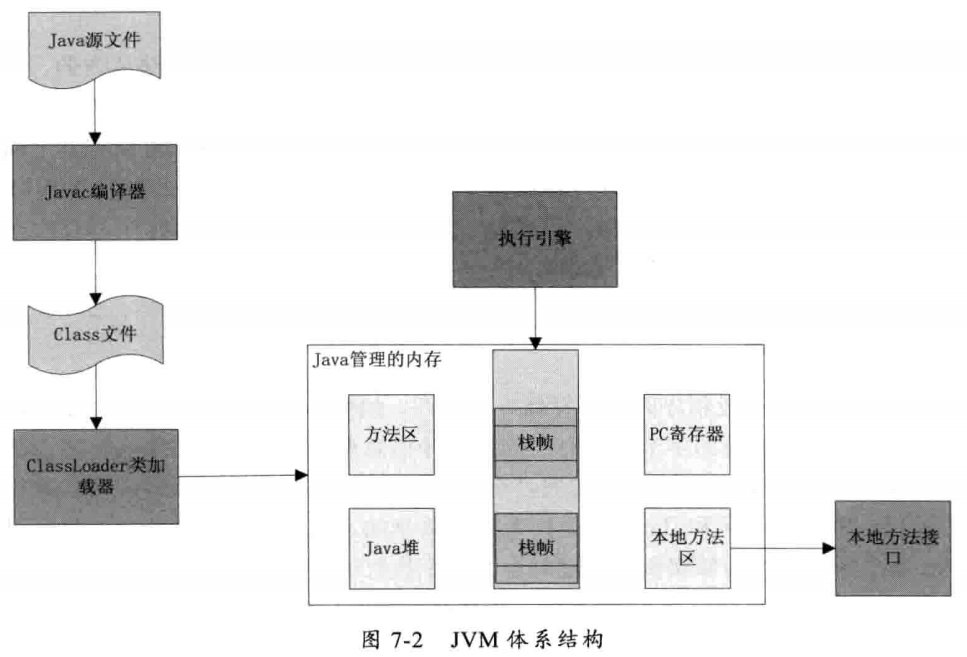 Java源文件
Javac编译器
Class文件
ClassLoader类加
载器
执行引擎
Java管理的内存
方法区
栈帧
PC寄存器
Java堆
栈帧
本地方法
区
本地方法接
口
图 7-2 JVM 体系结构